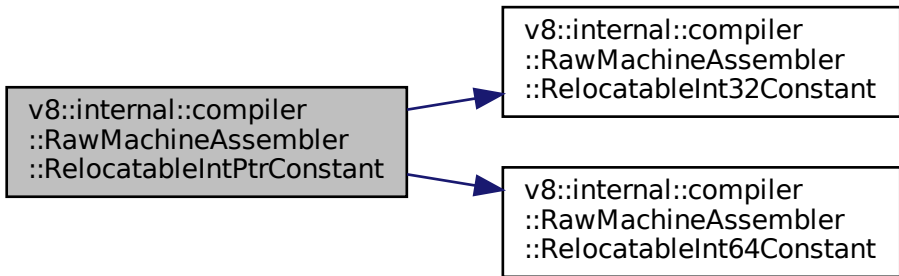 v8::internal::compiler
::RawMachineAssembler
::RelocatableIntPtrConstant
v8::internal::compiler
::RawMachineAssembler
::RelocatableInt32Constant
v8::internal::compiler
::RawMachineAssembler
::RelocatableInt64Constant